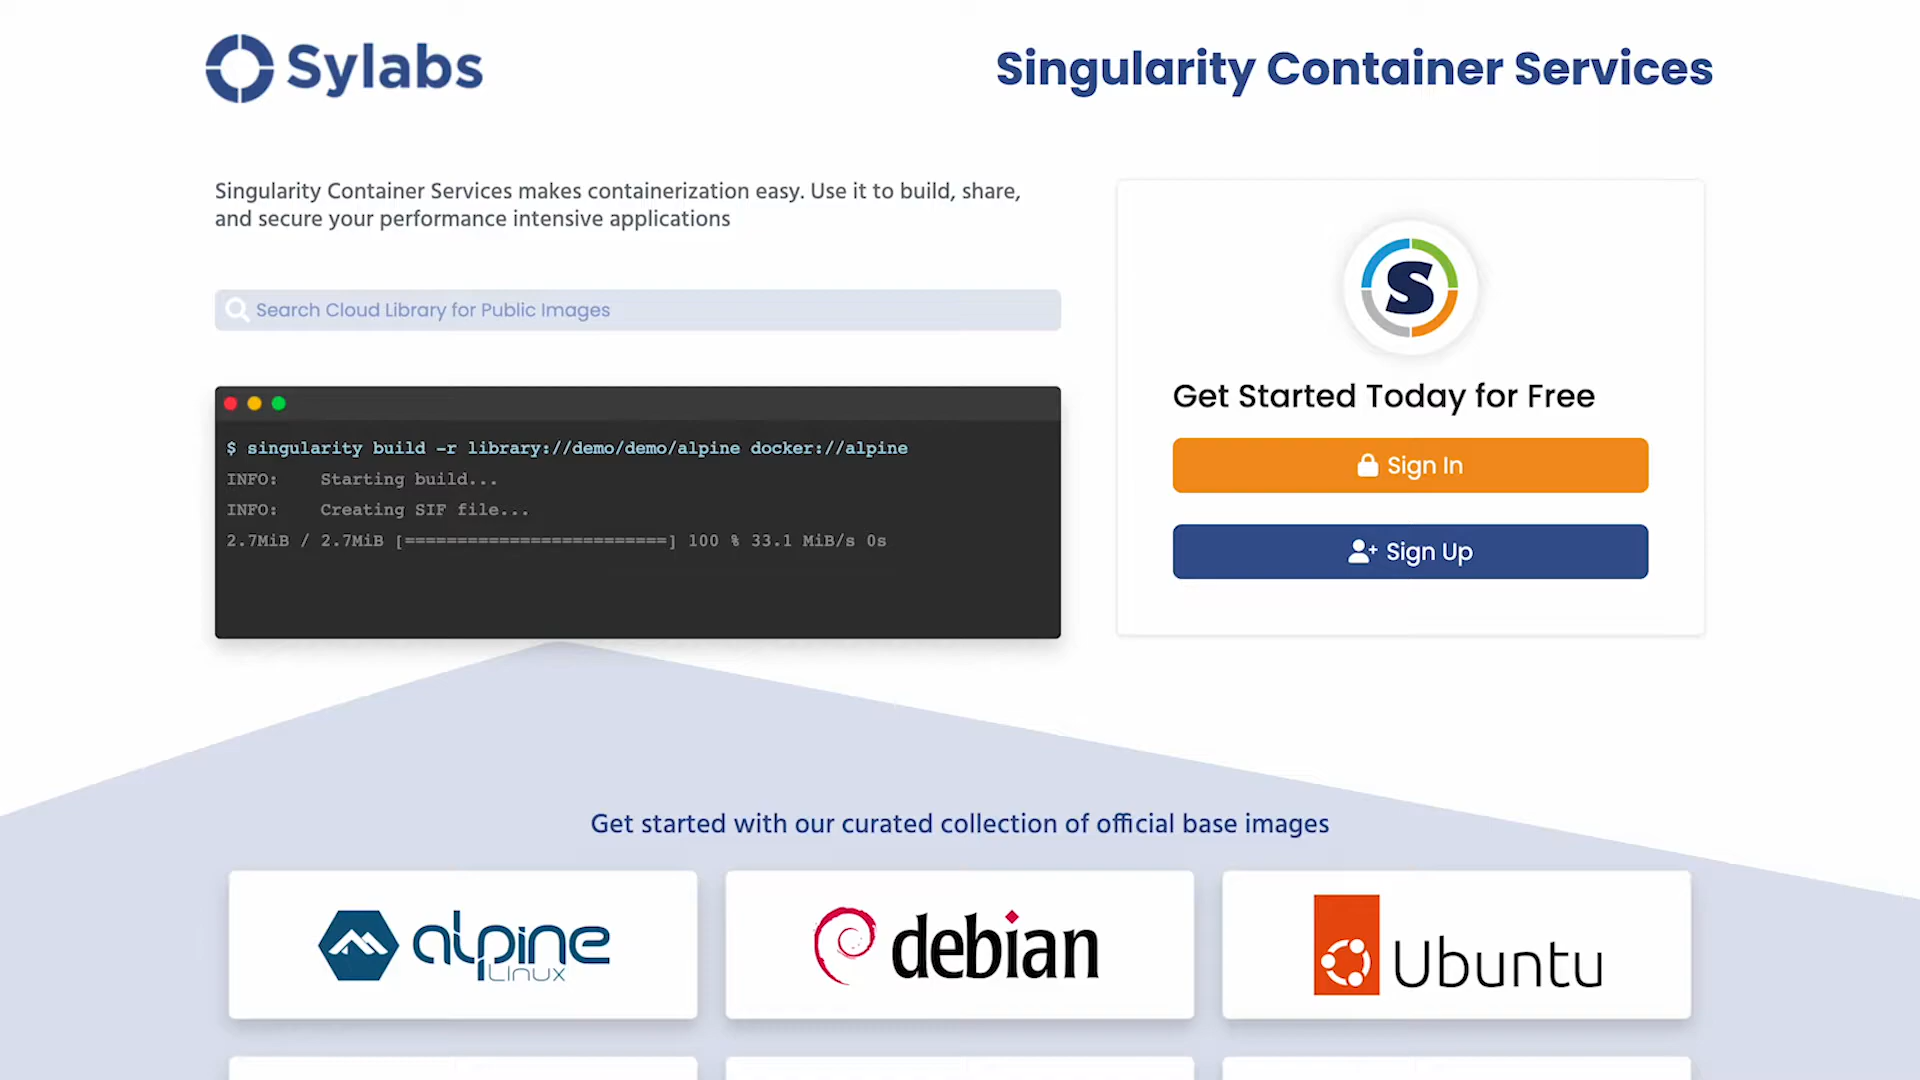 Sylabs
Singularity Container Services
Singularity Container Services makes containerization easy. Use it to build, share,
and secure your performance intensive applications
Search Cloud Library for Public Images
$ singularity build -r library://demo/demo/alpine docker://alpine
INFO: Starting build...
INFO: Creating SIF file...
2.7MiB / 2.7MiB [=========================] 100 % 33.1 MiB/s 0s
S
Get Started Today for Free
Sign In
Sign Up
Get started with our curated collection of official base images
alpine
Linux
debian
Ubuntu